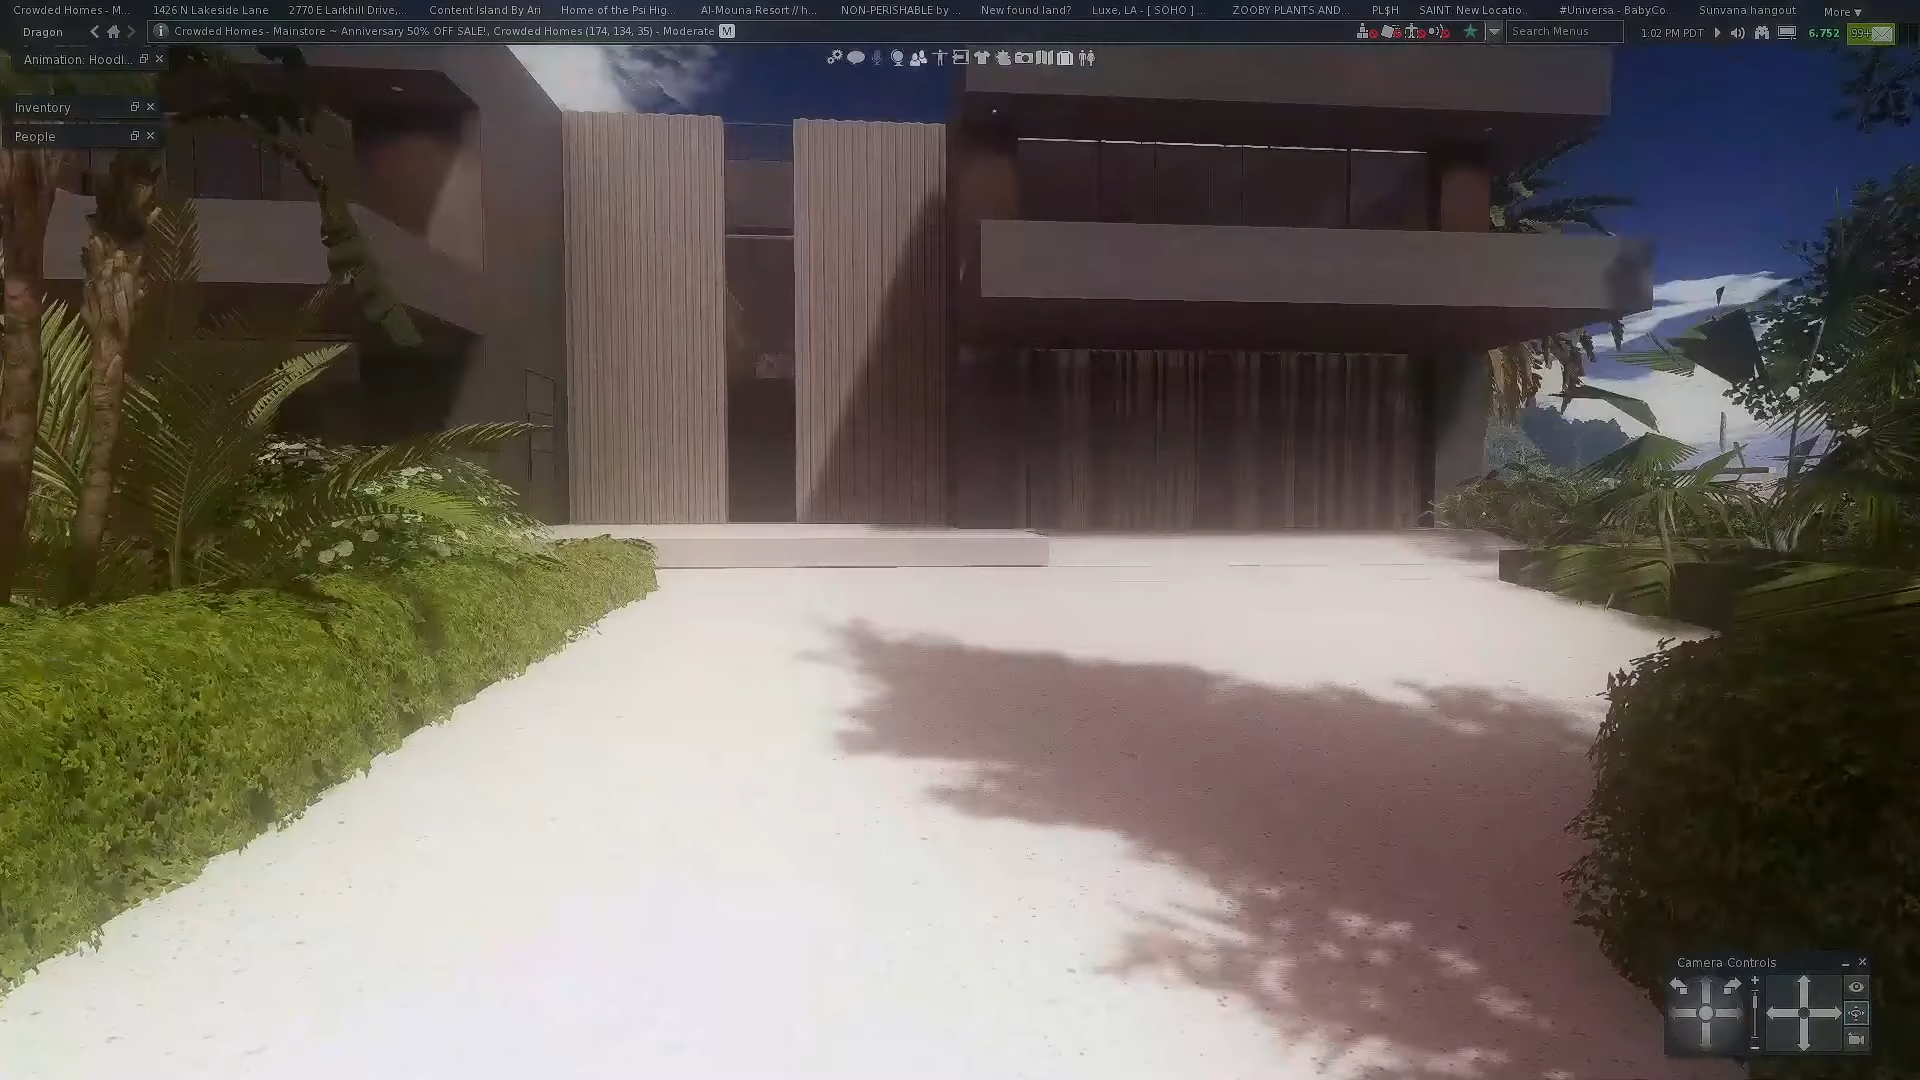 Crowded Homes - M... 1426 N Lakeside Lane 2770 E Larkhill Drive,... Content Island By Ari Home of the Psi Hig... Al-Mouna Resort // h... NON-PERISHABLE by ... New found land? Luxe, LA - [ SOHO ] ... ZOOBY PLANTS AND... PL$H SAINT. New Locatio... #Universa - BabyCo... Sunvana hangout More
Dragon Crowded Homes - Mainstore ~ Anniversary 50% OFF SALE!, Crowded Homes (174, 134, 35) - Moderate M Search Menus 1:02 PM PDT 6.752 99+
Animation: Hoodl...
Inventory
People
Camera Controls